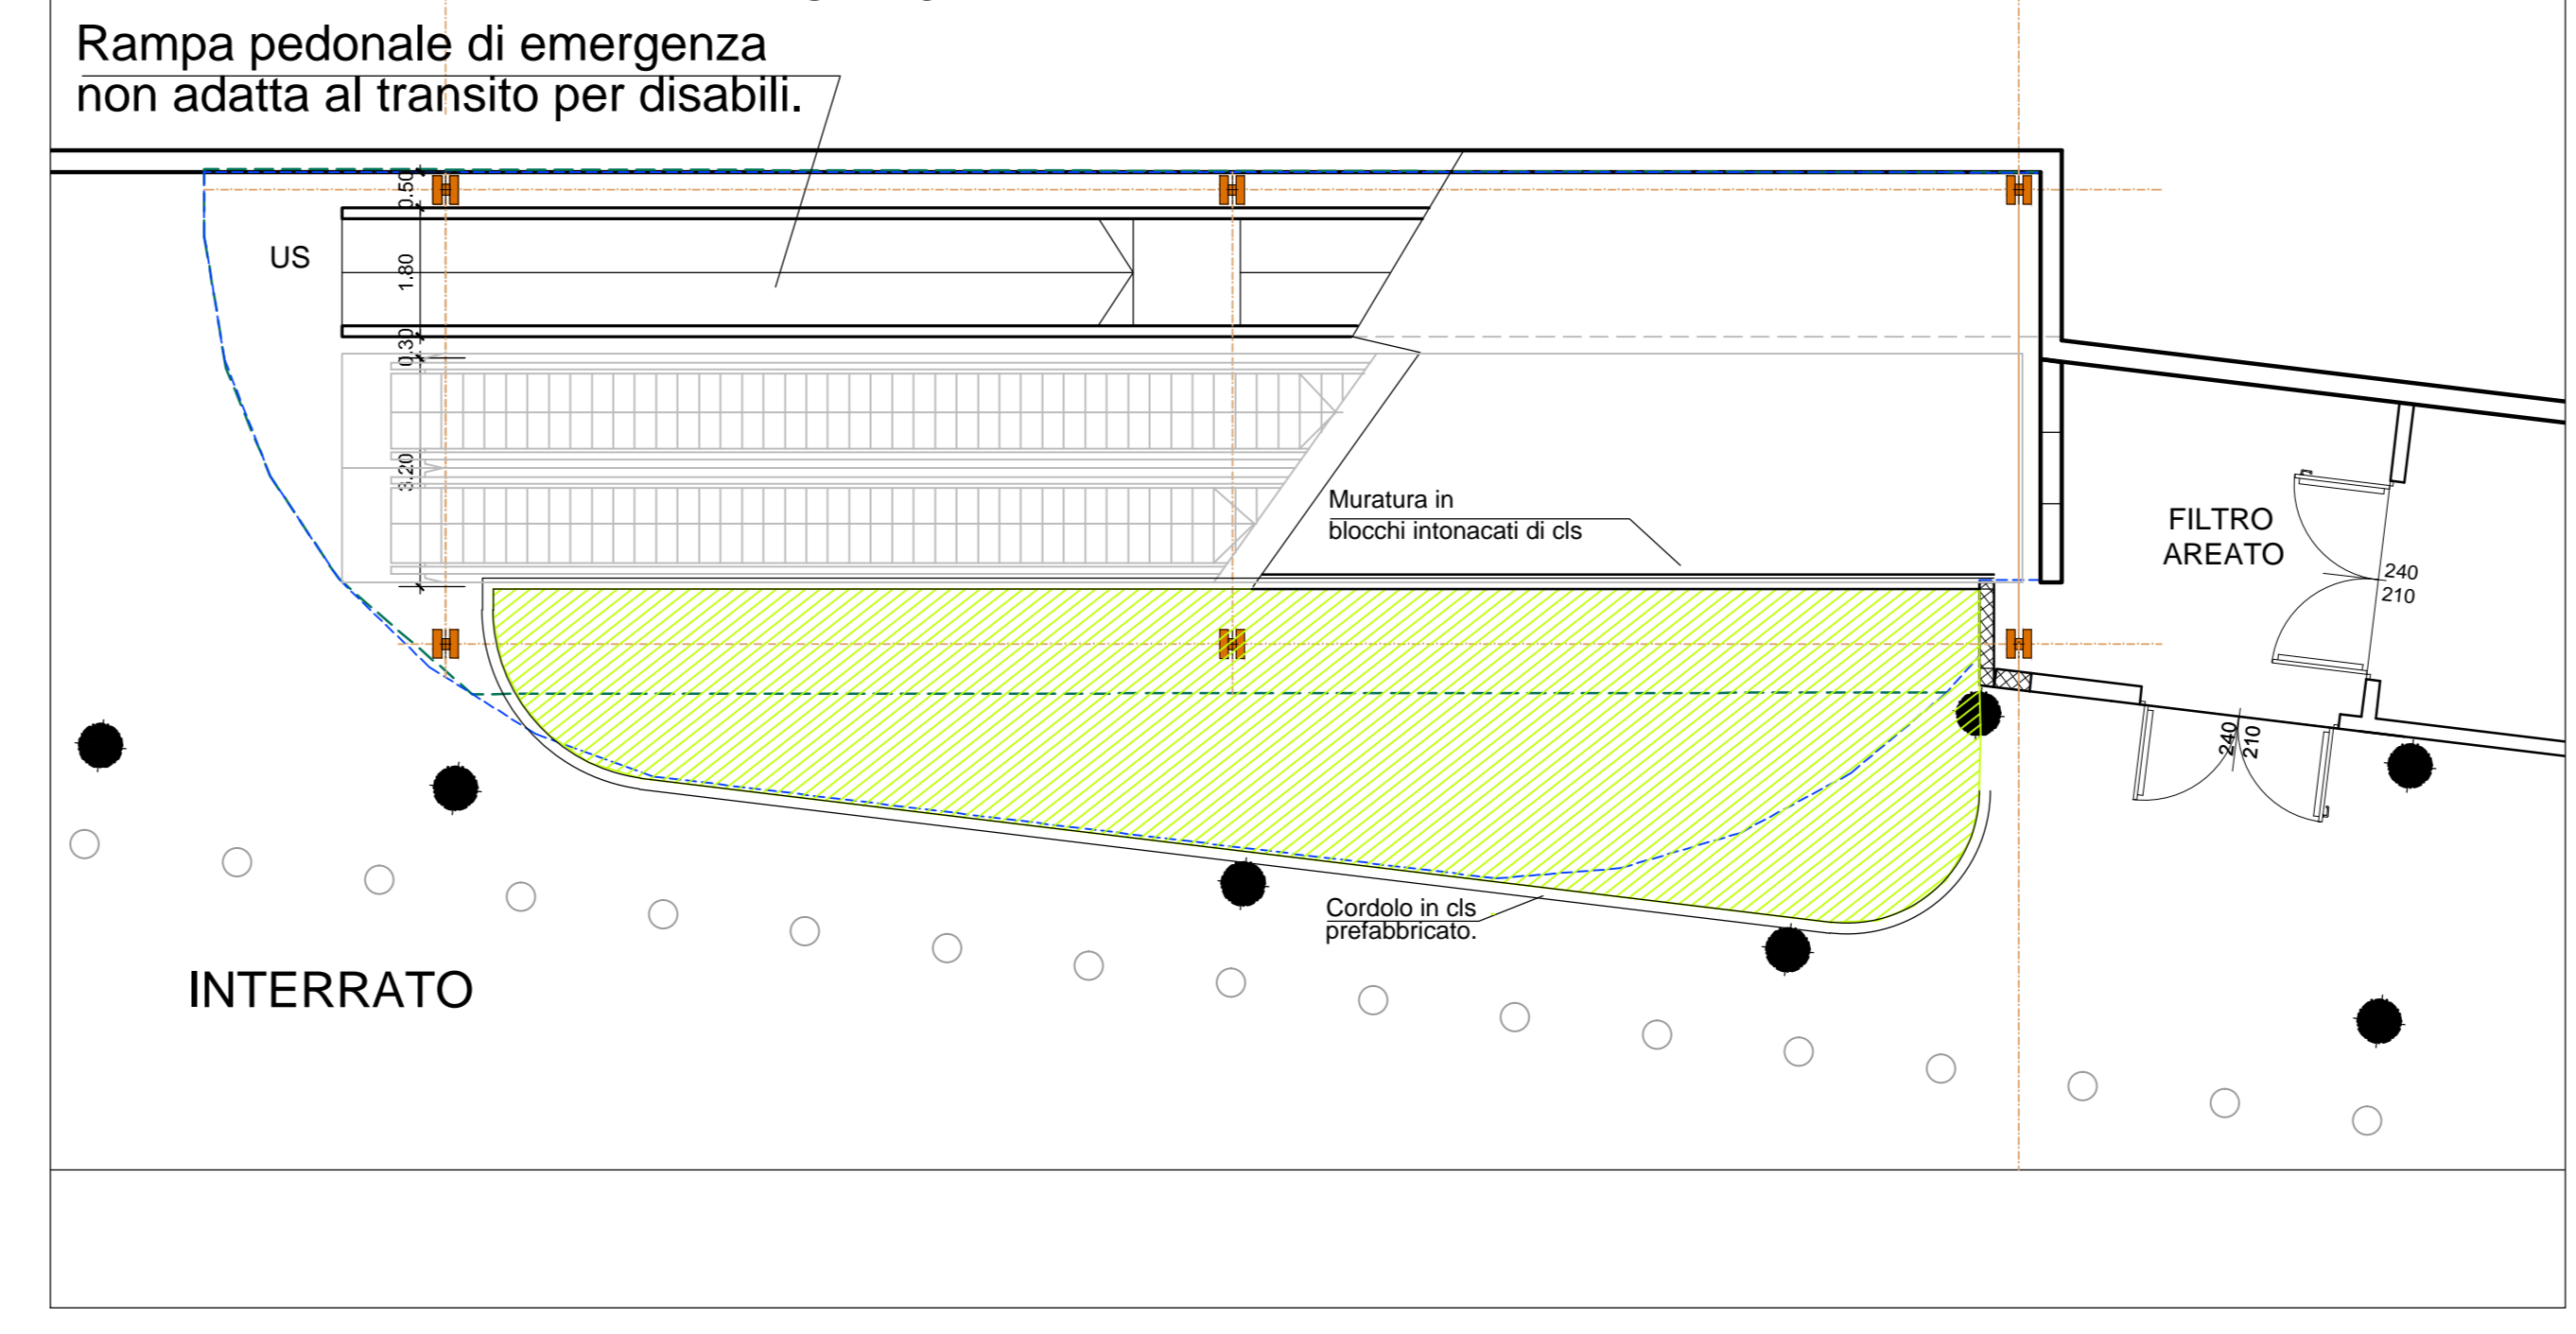 Rampa pedonale di emergenza
non adatta al transito per disabili.
0.50
US
1.80
0.30
3.20
Muratura in
blocchi intonacati di cls
FILTRO
AREATO
240
210
240
210
Cordolo in cls
prefabbricato.
INTERRATO